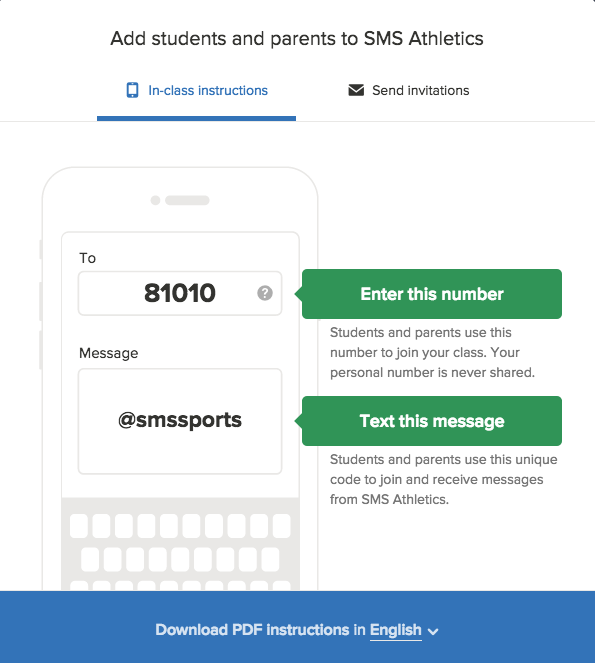 Add students and parents to SMS Athletics
In-class instructions
Send invitations
To
81010
?
Enter this number
Students and parents use this
number to join your class. Your
personal number is never shared.
Message
@smssports
Text this message
Students and parents use this unique
code to join and receive messages
from SMS Athletics.
Download PDF instructions in English